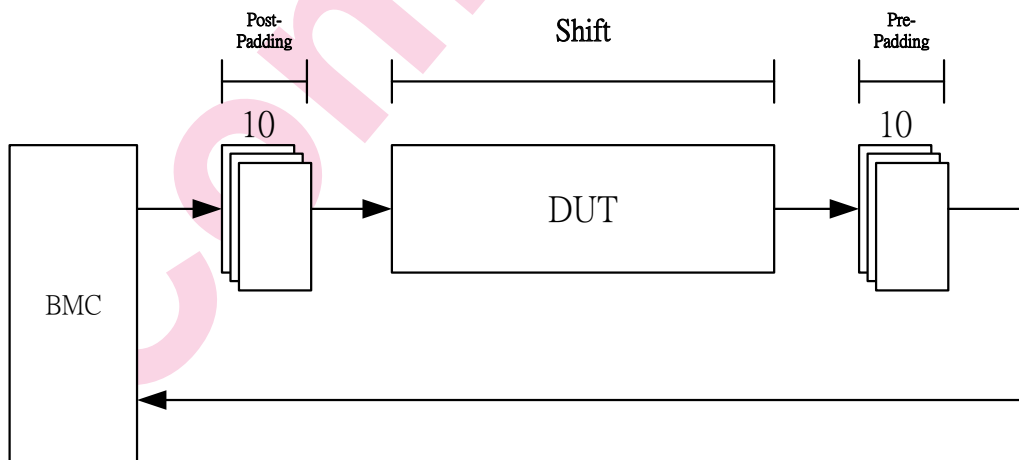 Post-
Padding
Shift
Pre-
Padding
10
10
DUT
BMC